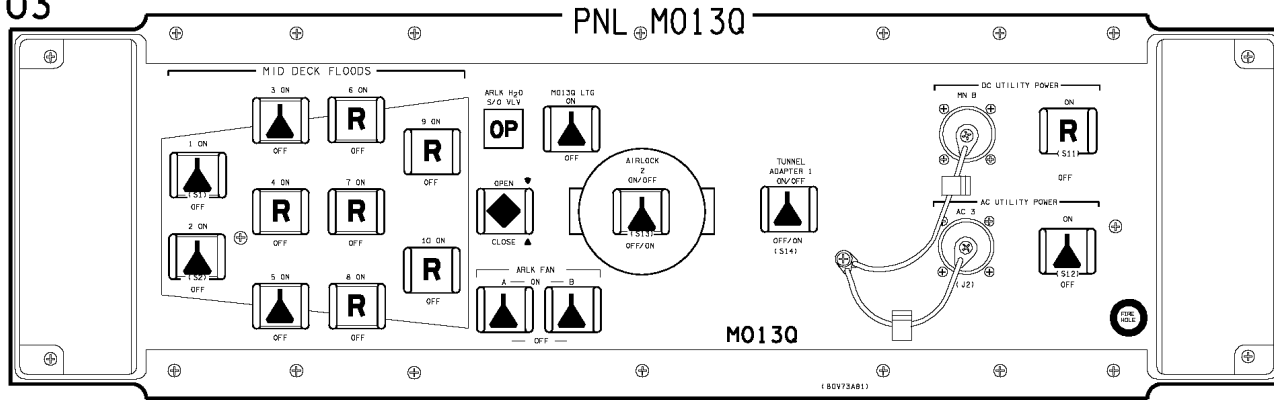 03
PNL MO13Q
MID DECK FLOODS
1 ON
(S1)
OFF
2 ON
(S2)
OFF
3 ON
OFF
4 ON
R
OFF
5 ON
OFF
6 ON
R
OFF
7 ON
R
OFF
8 ON
R
OFF
9 ON
R
OFF
10 ON
R
OFF
ARLK H2O
S/O VLV
OP
OPEN
CLOSE
MO13Q LTG
ON
OFF
ARLK FAN
A ON B
OFF
AIRLOCK
2
ON/OFF
(S13)
OFF/ON
TUNNEL
ADAPTER 1
ON/OFF
OFF/ON
(S14)
DC UTILITY POWER
MN B
ON
R
(S11)
OFF
AC UTILITY POWER
AC 3
(J2)
ON
(S12)
OFF
FIRE
HOLE
MO13Q
(80V73A81)